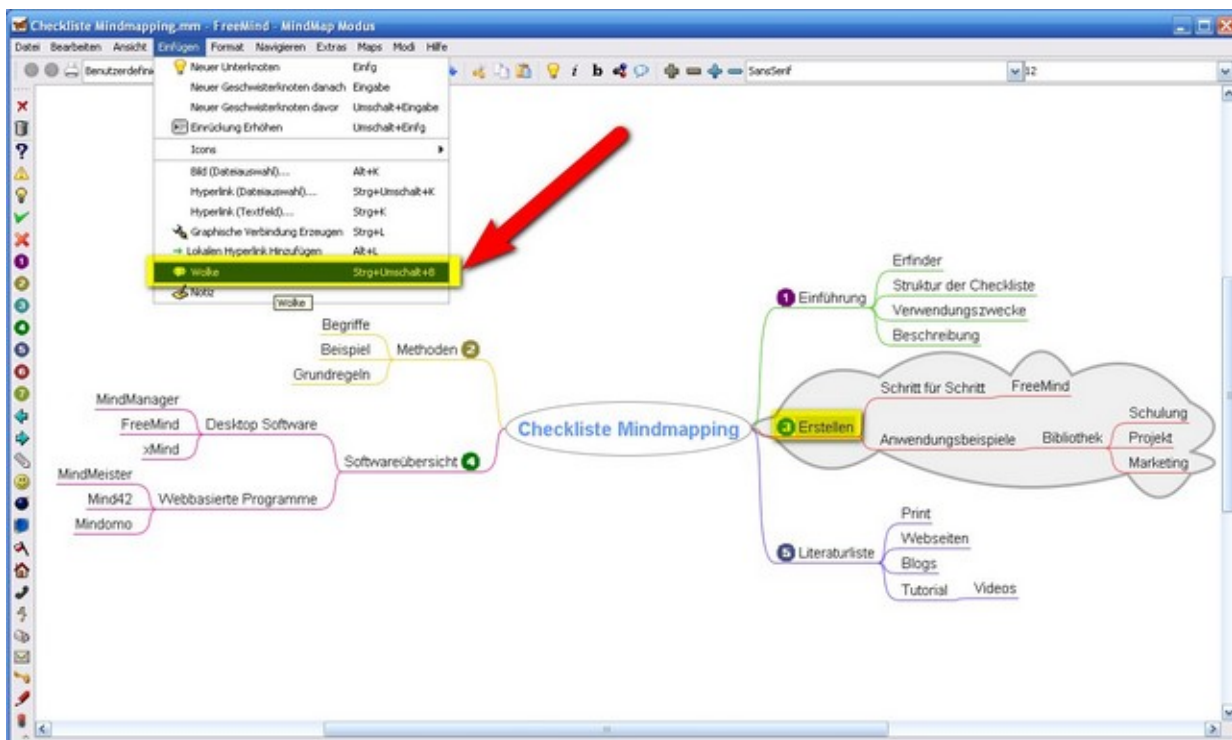 Checkliste Mindmapping.mm - FreeMind - MindMap Modus
Datei Bearbeiten Ansicht Einfügen Format Navigieren Extras Maps Modi Hilfe
SansSerif 12
Neuer Unterknoten Einfg
Neuer Geschwisterknoten danach Eingabe
Neuer Geschwisterknoten davor Umschalt+Eingabe
Einrückung Erhöhen Umschalt+Einfg
Icons
Bild (Dateiauswahl).... Alt+K
Hyperlink (Dateiauswahl).... Strg+Umschalt+K
Hyperlink (Textfeld).... Strg+K
Graphische Verbindung Erzeugen Strg+L
Lokalen Hyperlink Hinzufügen Alt+L
Wolke Strg+Umschalt+B
Notiz
Wolke
Begriffe
Beispiel
Grundregeln
Methoden 2
MindManager
FreeMind
xMind
Desktop Software
MindMeister
Mind42
Mindomo
Webbasierte Programme
Softwareübersicht 4
Checkliste Mindmapping
1 Einführung
Erfinder
Struktur der Checkliste
Verwendungszwecke
Beschreibung
3 Erstellen
Schritt für Schritt
FreeMind
Anwendungsbeispiele
Bibliothek
Schulung
Projekt
Marketing
5 Literaturliste
Print
Webseiten
Blogs
Tutorial
Videos